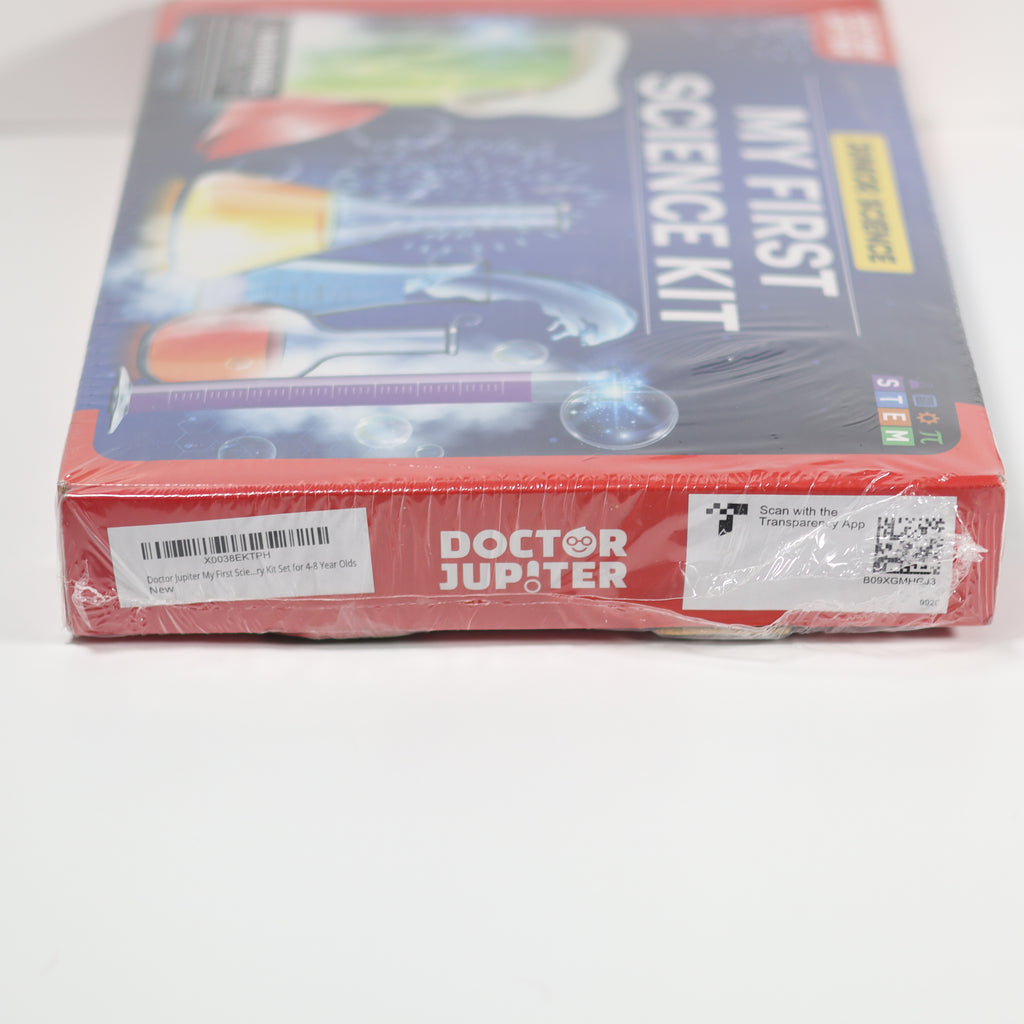 MY FIRST
SCIENCE KIT
JUNIOR SCIENCE
STEM
X0038EKTPH
Doctor Jupiter My First Scie...ry Kit Set for 4-8 Year Olds
New
DOCTOR
JUPITER
Scan with the
Transparency App